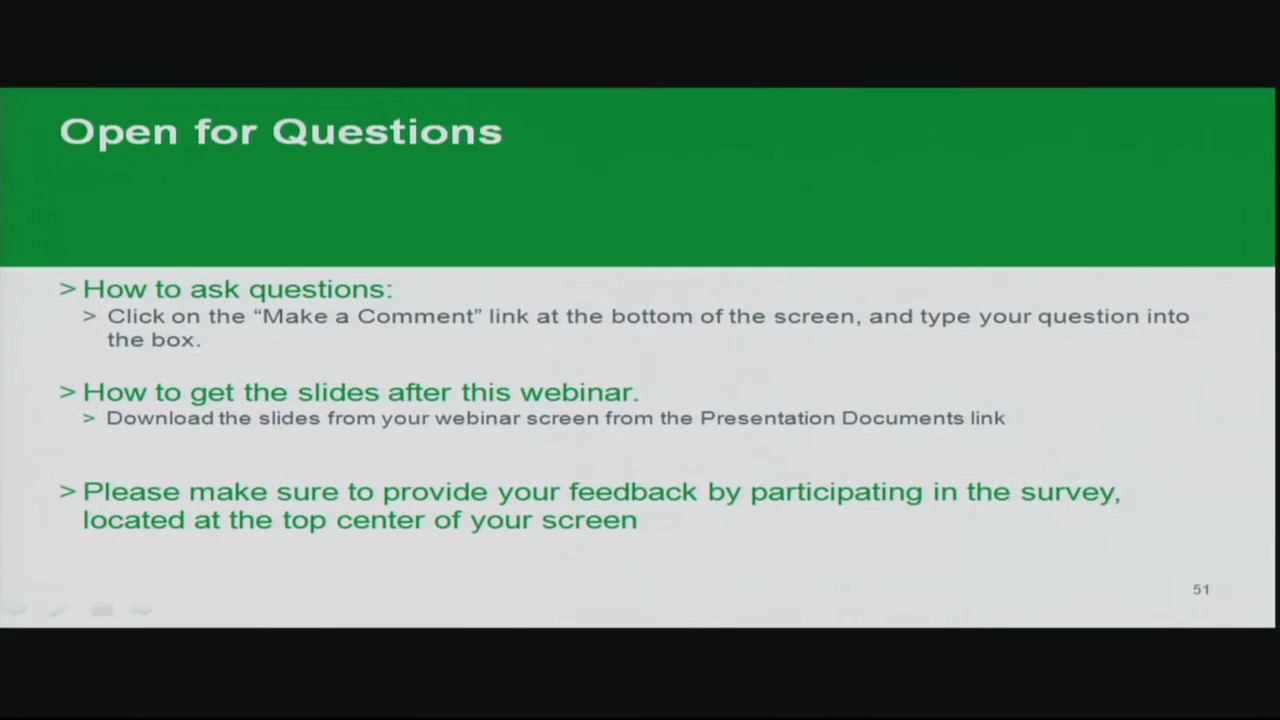 Open for Questions
> How to ask questions:
> Click on the “Make a Comment” link at the bottom of the screen, and type your question into
the box.
> How to get the slides after this webinar.
> Download the slides from your webinar screen from the Presentation Documents link
> Please make sure to provide your feedback by participating in the survey,
located at the top center of your screen
51